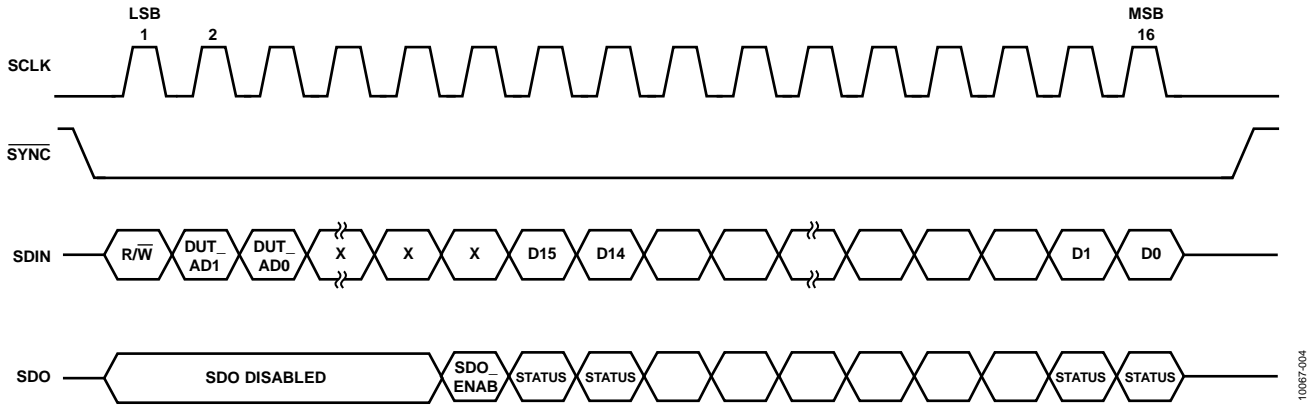 LSB MSB
1 2 16
SCLK
SYNC
SDIN R/W DUT_ DUT_ X X X D15 D14 D1 D0
AD1 AD0
SDO SDO DISABLED SDO_ STATUS STATUS STATUS STATUS
ENAB
10067-004